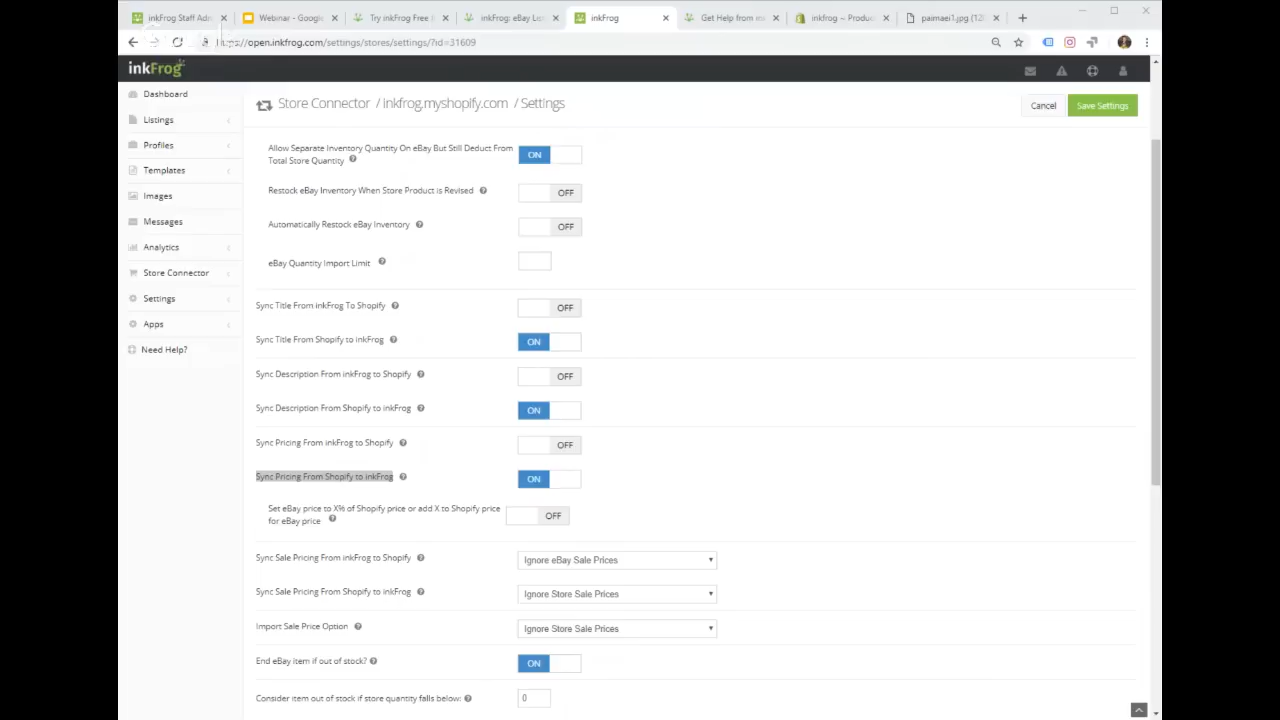 inkFrog Staff Adm
Webinar - Google
Try inkFrog Free
inkFrog: eBay Lo
inkFrog
Get Help from m
inkfrog ~ Produ
paimaei1.jpg (12
https://open.inkfrog.com/settings/stores/settings/?id=31609
inkFrog
Store Connector / inkfrog.myshopify.com / Settings
Cancel
Save Settings
Dashboard
Listings
Profiles
Templates
Images
Messages
Analytics
Store Connector
Settings
Apps
Need Help?
Allow Separate Inventory Quantity On eBay But Still Deduct From
Total Store Quantity
ON
Restock eBay Inventory When Store Product is Revised
OFF
Automatically Restock eBay Inventory
OFF
eBay Quantity Import Limit
Sync Title From inkFrog To Shopify
OFF
Sync Title From Shopify to inkFrog
ON
Sync Description From inkFrog to Shopify
OFF
Sync Description From Shopify to inkFrog
ON
Sync Pricing From inkFrog to Shopify
OFF
Sync Pricing From Shopify to inkFrog
ON
Set eBay price to X% of Shopify price or add X to Shopify price
for eBay price
OFF
Sync Sale Pricing From inkFrog to Shopify
Ignore eBay Sale Prices
Sync Sale Pricing From Shopify to inkFrog
Ignore Store Sale Prices
Import Sale Price Option
Ignore Store Sale Prices
End eBay item if out of stock?
ON
Consider item out of stock if store quantity falls below:
0